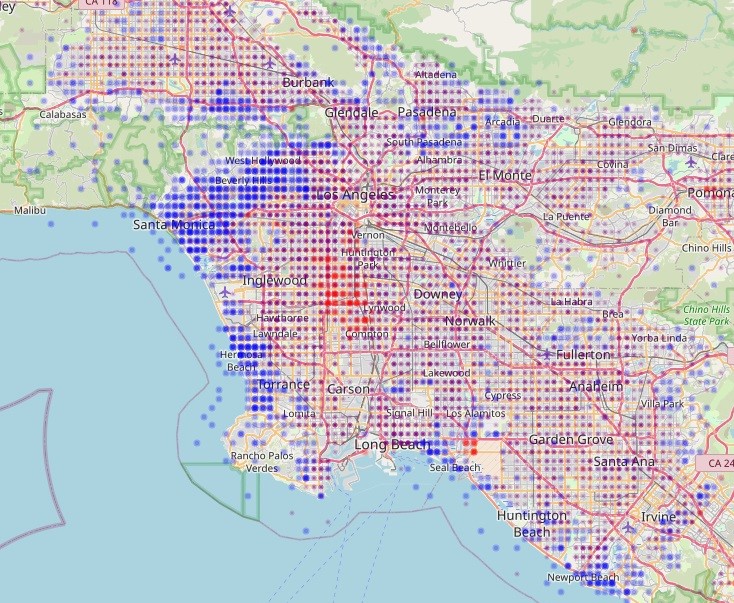 ley
CA 118
Burbank
Altadena
Calabasas
Glendale
Pasadena
Arcadia
Duarte
Glendora
South Pasadena
San Dimas
West Hollywood
Alhambra
Covina
Clare
Beverly Hills
El Monte
Los Angeles
Monterey
Park
Pomona
Malibu
Santa Monica
Montebello
La Puente
Diamond
Bar
Vernon
Huntington
Park
Whittier
Chino Hills
Inglewood
Downey
La Habra
Chino Hills
State Park
Lynwood
Hawthorne
Norwalk
Brea
Lawndale
Compton
Yorba Linda
Bellflower
Hermosa
Beach
Fullerton
Lakewood
Torrance
Carson
Anaheim
Cypress
Villa Park
Lomita
Signal Hill
Los Alamitos
Long Beach
Garden Grove
Rancho Palos
Verdes
Seal Beach
Santa Ana
CA 24
Huntington
Beach
Irvine
Newport Beach